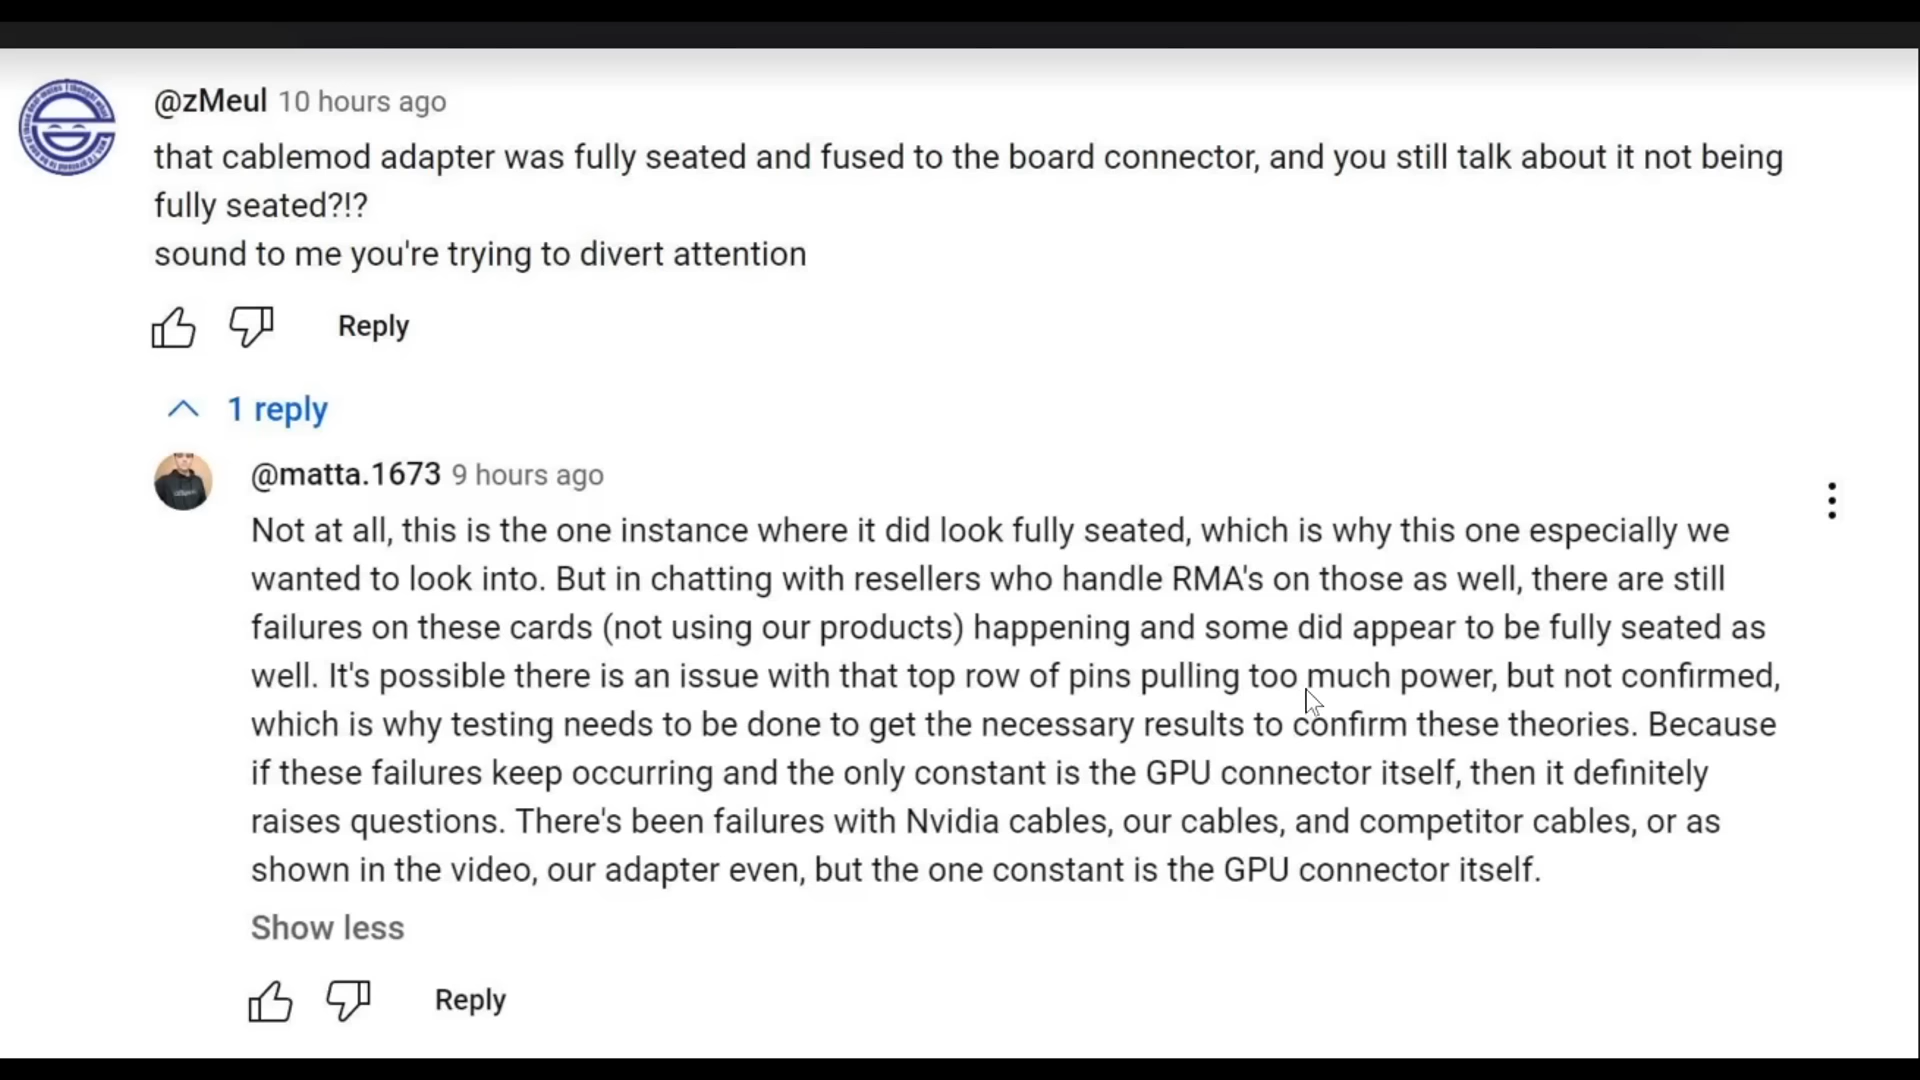 @zMeul 10 hours ago
that cablemod adapter was fully seated and fused to the board connector, and you still talk about it not being
fully seated?!?
sound to me you're trying to divert attention
Reply
1 reply
@matta.1673 9 hours ago
Not at all, this is the one instance where it did look fully seated, which is why this one especially we
wanted to look into. But in chatting with resellers who handle RMA's on those as well, there are still
failures on these cards (not using our products) happening and some did appear to be fully seated as
well. It's possible there is an issue with that top row of pins pulling too much power, but not confirmed,
which is why testing needs to be done to get the necessary results to confirm these theories. Because
if these failures keep occurring and the only constant is the GPU connector itself, then it definitely
raises questions. There's been failures with Nvidia cables, our cables, and competitor cables, or as
shown in the video, our adapter even, but the one constant is the GPU connector itself.
Show less
Reply